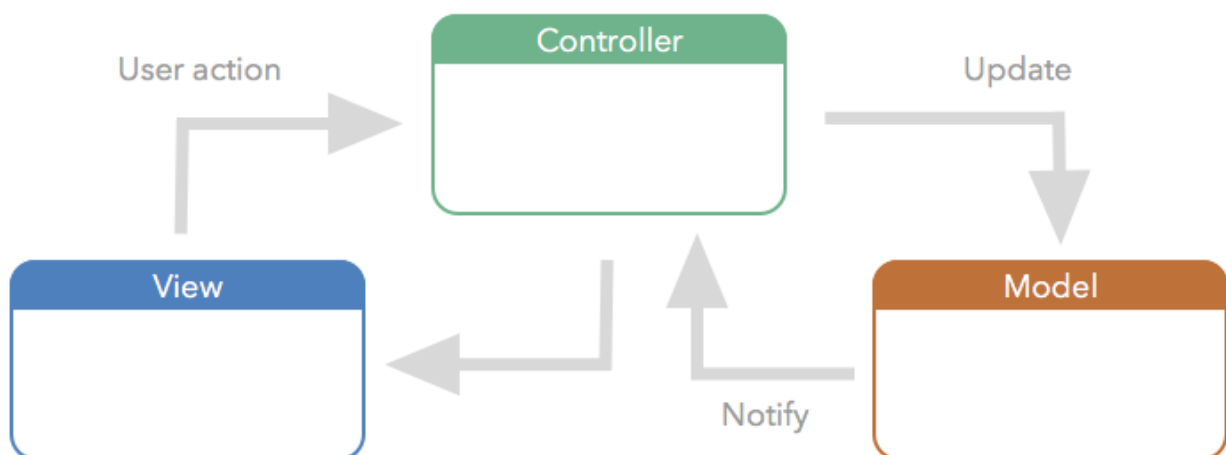 Controller
User action
Update
View
Model
Notify